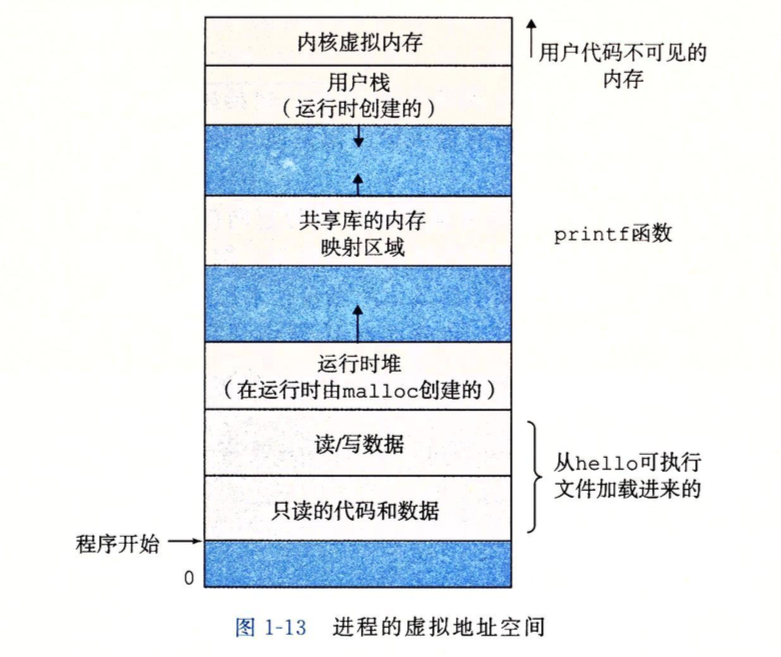 内核虚拟内存
用户代码不可见的
内存
用户栈
（运行时创建的）
共享库的内存
映射区域
printf函数
运行时堆
（在运行时由malloc创建的）
读/写数据
从hello可执行
文件加载进来的
只读的代码和数据
程序开始
0
图 1-13 进程的虚拟地址空间